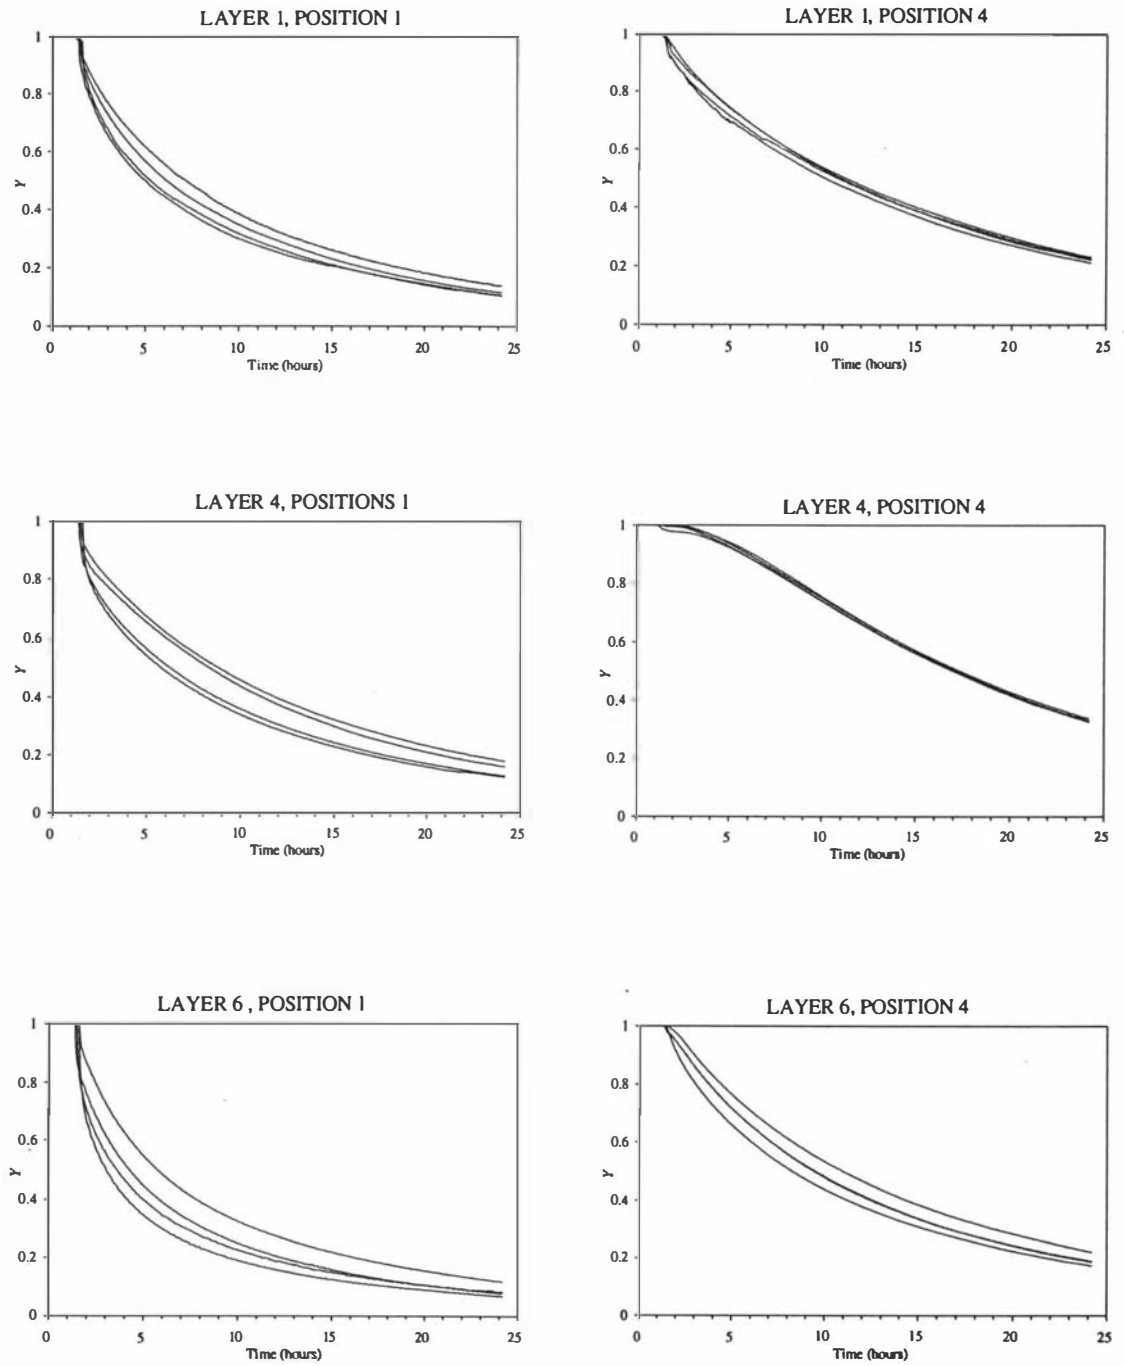 LAYER 1, POSITION 1
1
0.8
0.6
Y
0.4
0.2
0
0 5 10 15 20 25
Time (hours)
LAYER 1, POSITION 4
1
0.8
0.6
Y
0.4
0.2
0
0 5 10 15 20 25
Time (hours)
LAYER 4, POSITIONS 1
1
0.8
0.6
Y
0.4
0.2
0
0 5 10 15 20 25
Time (hours)
LAYER 4, POSITION 4
1
0.8
0.6
Y
0.4
0.2
0
0 5 10 15 20 25
Time (hours)
LAYER 6 , POSITION 1
1
0.8
0.6
Y
0.4
0.2
0
0 5 10 15 20 25
Time (hours)
LAYER 6, POSITION 4
1
0.8
0.6
Y
0.4
0.2
0
0 5 10 15 20 25
Time (hours)